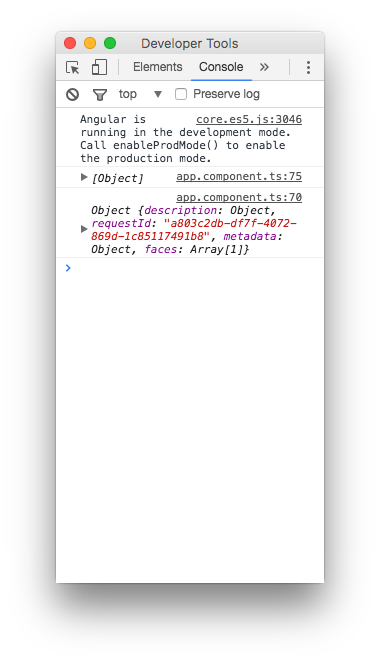 Developer Tools
Elements Console »
top ▼ Preserve log
Angular is core.es5.js:3046
running in the development mode.
Call enableProdMode() to enable
the production mode.
[Object] app.component.ts:75
app.component.ts:70
Object {description: Object,
requestId: "a803c2db-df7f-4072-
869d-1c85117491b8", metadata:
Object, faces: Array[1]}